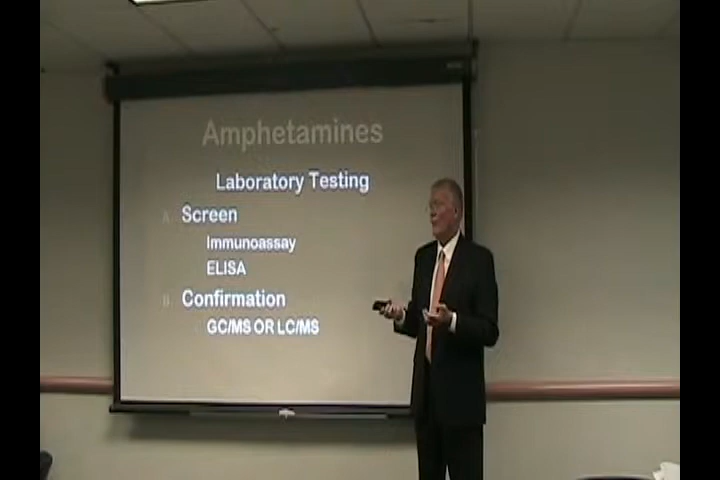 Amphetamines
Laboratory Testing
A. Screen
Immunoassay
ELISA
B. Confirmation
GC/MS OR LC/MS